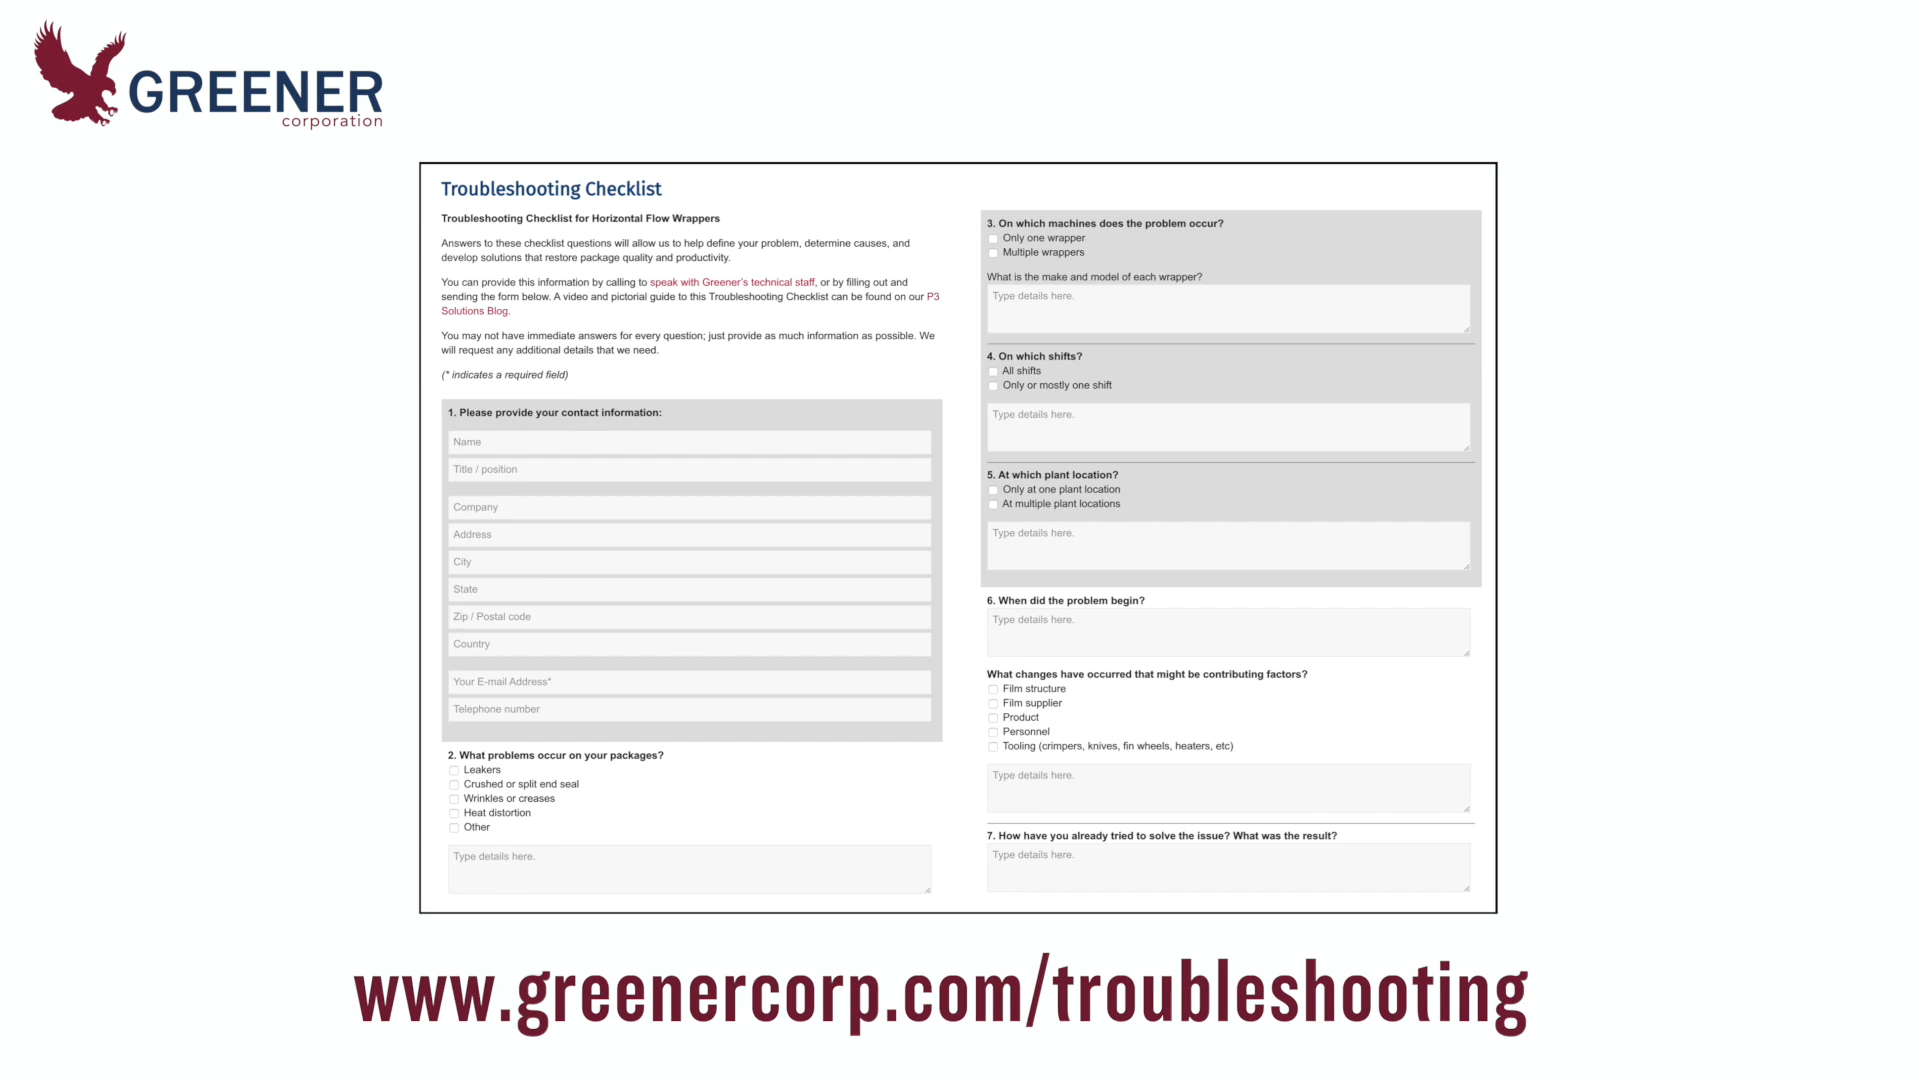 GREENER
corporation
Troubleshooting Checklist
Troubleshooting Checklist for Horizontal Flow Wrappers
Answers to these checklist questions will allow us to help define your problem, determine causes, and
develop solutions that restore package quality and productivity.
You can provide this information by calling to speak with Greener's technical staff, or by filling out and
sending the form below. A video and pictorial guide to this Troubleshooting Checklist can be found on our P3
Solutions Blog.
You may not have immediate answers for every question; just provide as much information as possible. We
will request any additional details that we need.
(* indicates a required field)
1. Please provide your contact information:
Name
Title / position
Company
Address
City
State
Zip / Postal code
Country
Your E-mail Address*
Telephone number
2. What problems occur on your packages?
Leakers
Crushed or split end seal
Wrinkles or creases
Heat distortion
Other
Type details here.
3. On which machines does the problem occur?
Only one wrapper
Multiple wrappers
What is the make and model of each wrapper?
Type details here.
4. On which shifts?
All shifts
Only or mostly one shift
Type details here.
5. At which plant location?
Only at one plant location
At multiple plant locations
Type details here.
6. When did the problem begin?
Type details here.
What changes have occurred that might be contributing factors?
Film structure
Film supplier
Product
Personnel
Tooling (crimpers, knives, fin wheels, heaters, etc)
Type details here.
7. How have you already tried to solve the issue? What was the result?
Type details here.
www.greenercorp.com/troubleshooting